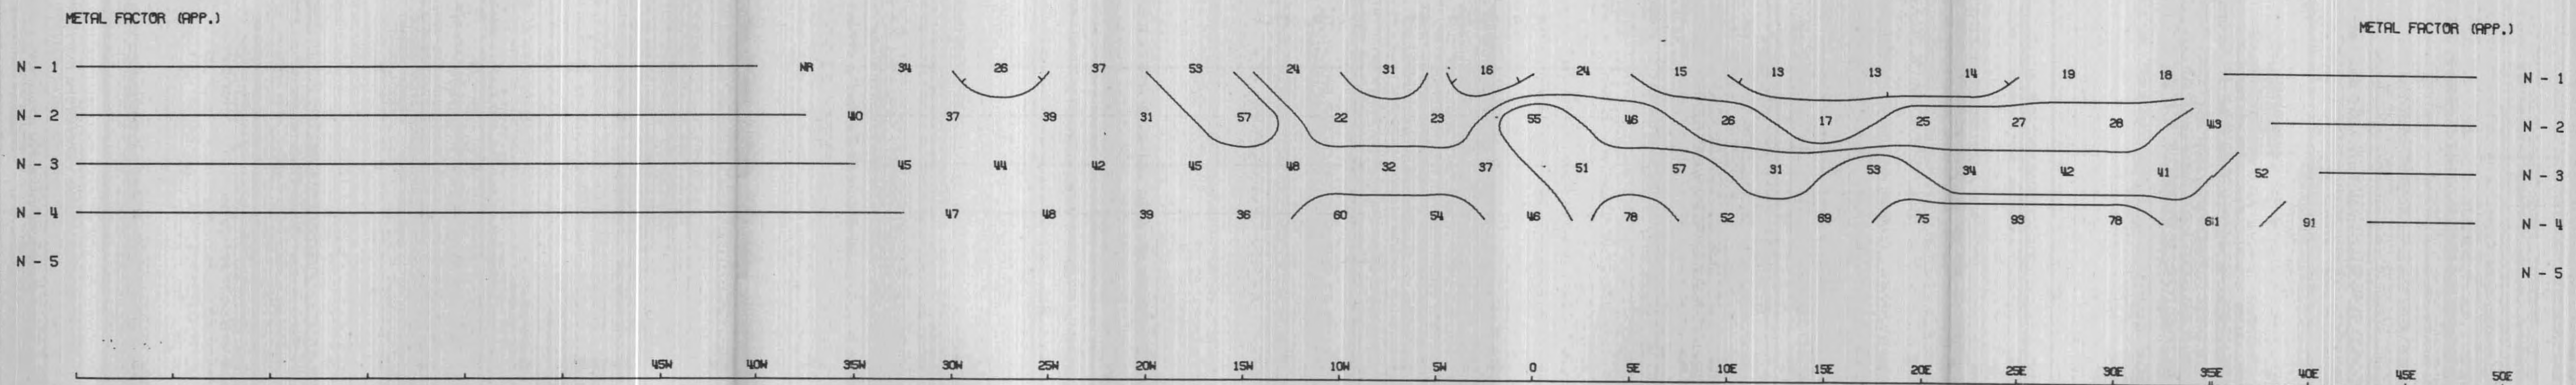 METAL FACTOR (APP.) METAL FACTOR (APP.)
N - 1 NR 34 26 37 53 24 31 16 24 15 13 13 14 19 18 N - 1
N - 2 40 37 39 31 57 22 23 55 46 26 17 25 27 28 43 N - 2
N - 3 45 44 42 45 48 32 37 51 57 31 53 34 42 41 52 N - 3
N - 4 47 48 39 36 60 54 46 78 52 69 75 93 78 61 91 N - 4
N - 5 N - 5
45W 40W 35W 30W 25W 20W 15W 10W 5W 0 5E 10E 15E 20E 25E 30E 35E 40E 45E 50E